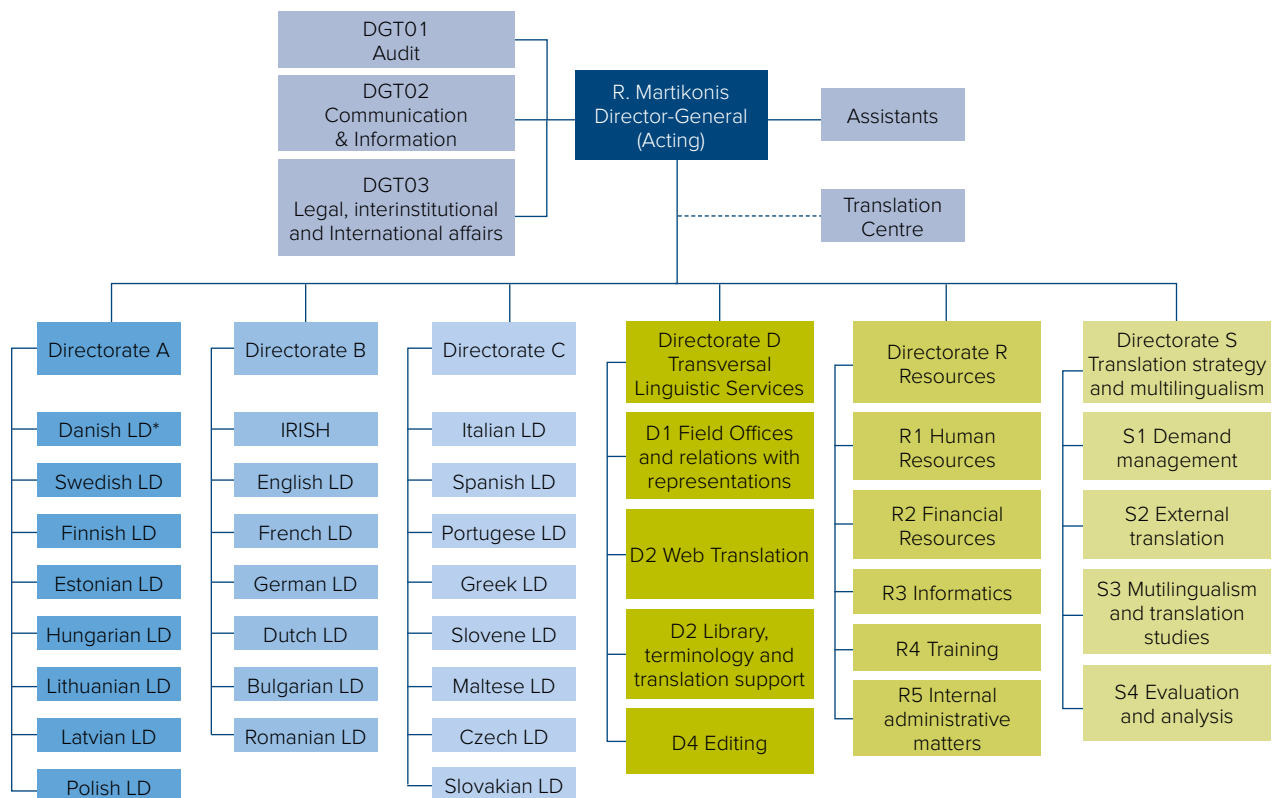 DGT01
Audit
DGT02
Communication
& Information
DGT03
Legal, interinstitutional
and International affairs
R. Martikonis
Director-General
(Acting)
Assistants
Translation
Centre
Directorate A
Danish LD*
Swedish LD
Finnish LD
Estonian LD
Hungarian LD
Lithuanian LD
Latvian LD
Polish LD
Directorate B
IRISH
English LD
French LD
German LD
Dutch LD
Bulgarian LD
Romanian LD
Directorate C
Italian LD
Spanish LD
Portugese LD
Greek LD
Slovene LD
Maltese LD
Czech LD
Slovakian LD
Directorate D
Transversal
Linguistic Services
D1 Field Offices
and relations with
representations
D2 Web Translation
D2 Library,
terminology and
translation support
D4 Editing
Directorate R
Resources
R1 Human
Resources
R2 Financial
Resources
R3 Informatics
R4 Training
R5 Internal
administrative
matters
Directorate S
Translation strategy
and multilingualism
S1 Demand
management
S2 External
translation
S3 Mutilingualism
and translation
studies
S4 Evaluation
and analysis